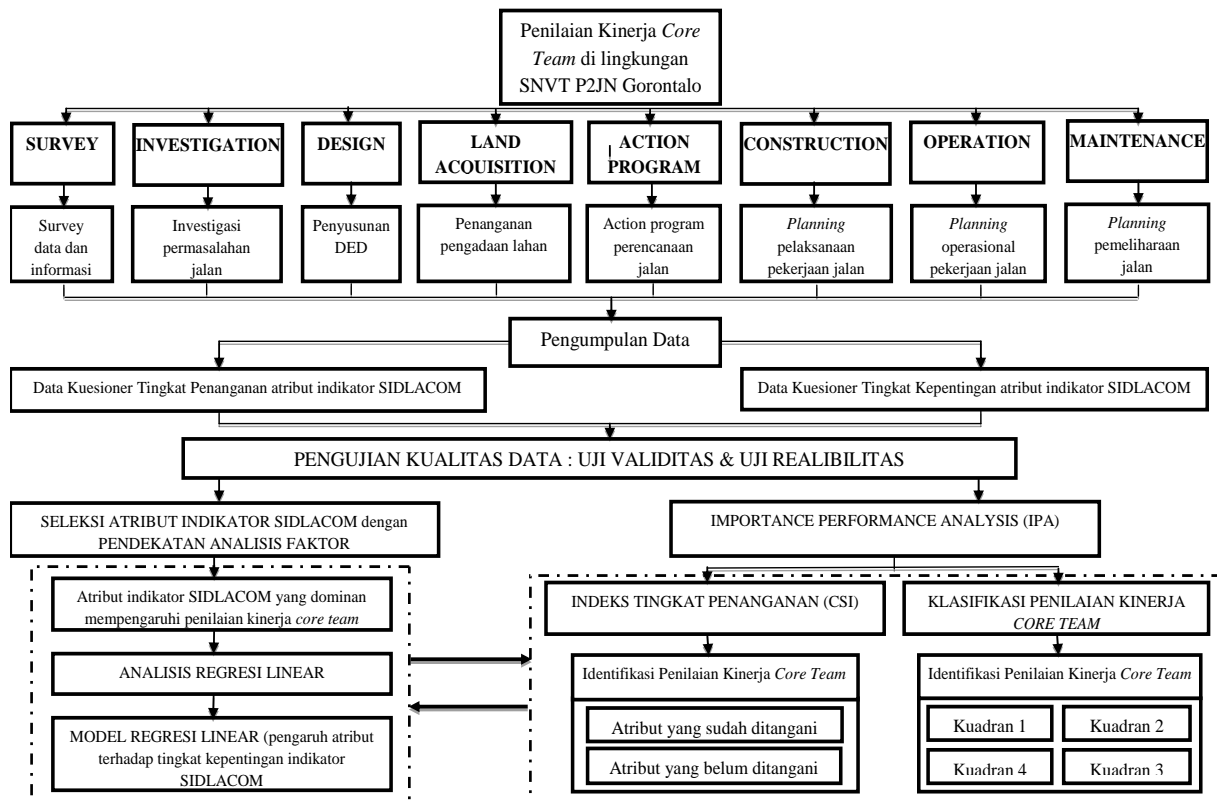 Penilaian Kinerja Core
Team di lingkungan
SNVT P2JN Gorontalo
SURVEY
INVESTIGATION
DESIGN
LAND
ACQUISITION
ACTION
PROGRAM
CONSTRUCTION
OPERATION
MAINTENANCE
Survey
data dan
informasi
Investigasi
permasalahan
jalan
Penyusunan
DED
Penanganan
pengadaan lahan
Action program
perencanaan
jalan
Planning
pelaksanaan
pekerjaan jalan
Planning
operasional
pekerjaan jalan
Planning
pemeliharaan
jalan
Pengumpulan Data
Data Kuesioner Tingkat Penanganan atribut indikator SIDLACOM
Data Kuesioner Tingkat Kepentingan atribut indikator SIDLACOM
PENGUJIAN KUALITAS DATA : UJI VALIDITAS & UJI REALIBILITAS
SELEKSI ATRIBUT INDIKATOR SIDLACOM dengan
PENDEKATAN ANALISIS FAKTOR
IMPORTANCE PERFORMANCE ANALYSIS (IPA)
Atribut indikator SIDLACOM yang dominan
mempengaruhi penilaian kinerja core team
ANALISIS REGRESI LINEAR
MODEL REGRESI LINEAR (pengaruh atribut
terhadap tingkat kepentingan indikator
SIDLACOM
INDEKS TINGKAT PENANGANAN (CSI)
KLASIFIKASI PENILAIAN KINERJA
CORE TEAM
Identifikasi Penilaian Kinerja Core Team
Atribut yang sudah ditangani
Atribut yang belum ditangani
Identifikasi Penilaian Kinerja Core Team
Kuadran 1
Kuadran 2
Kuadran 4
Kuadran 3